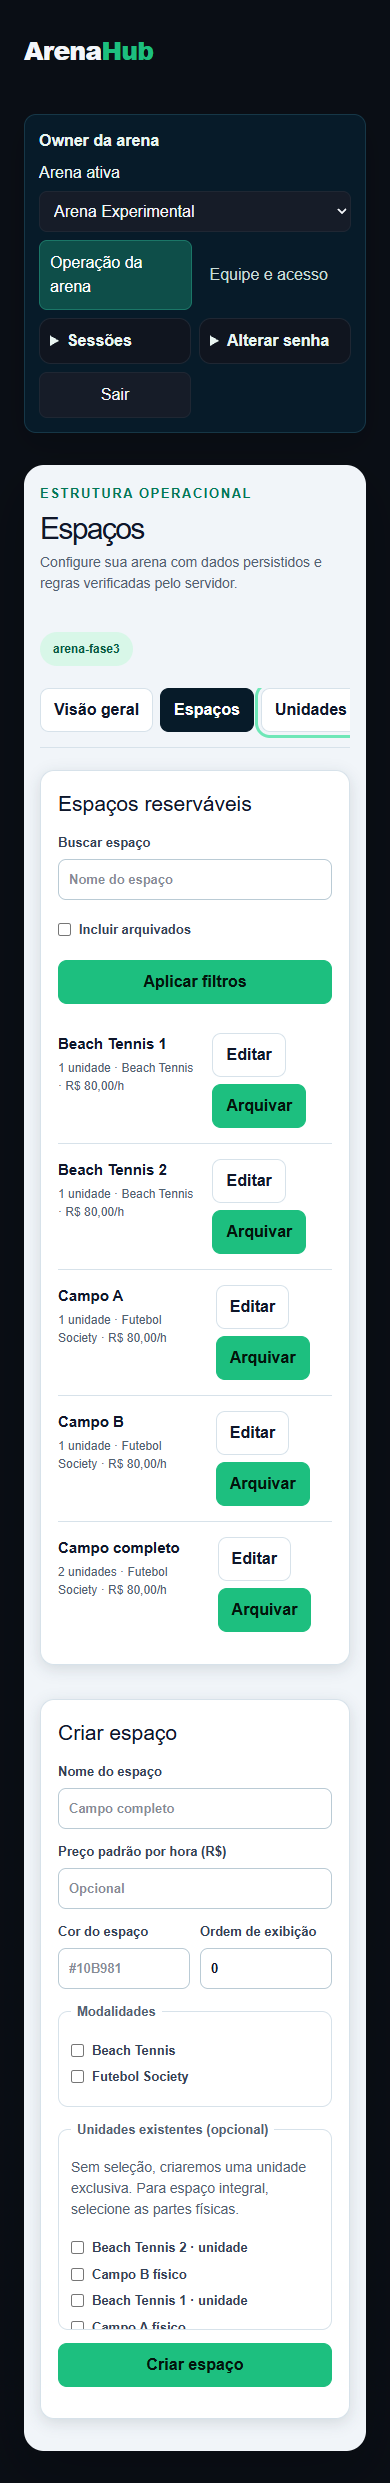 ArenaHub
Owner da arena
Arena ativa
Arena Experimental
Operação da
arena
Equipe e acesso
Sessões
Alterar senha
Sair
ESTRUTURA OPERACIONAL
Espaços
Configure sua arena com dados persistidos e
regras verificadas pelo servidor.
arena-fase3
Visão geral
Espaços
Unidades
Espaços reserváveis
Buscar espaço
Nome do espaço
Incluir arquivados
Aplicar filtros
Beach Tennis 1
1 unidade · Beach Tennis
· R$ 80,00/h
Editar
Arquivar
Beach Tennis 2
1 unidade · Beach Tennis
· R$ 80,00/h
Editar
Arquivar
Campo A
1 unidade · Futebol
Society · R$ 80,00/h
Editar
Arquivar
Campo B
1 unidade · Futebol
Society · R$ 80,00/h
Editar
Arquivar
Campo completo
2 unidades · Futebol
Society · R$ 80,00/h
Editar
Arquivar
Criar espaço
Nome do espaço
Campo completo
Preço padrão por hora (R$)
Opcional
Cor do espaço
Ordem de exibição
#10B981
0
Modalidades
Beach Tennis
Futebol Society
Unidades existentes (opcional)
Sem seleção, criaremos uma unidade
exclusiva. Para espaço integral,
selecione as partes físicas.
Beach Tennis 2 · unidade
Campo B físico
Beach Tennis 1 · unidade
Campo A físico
Criar espaço